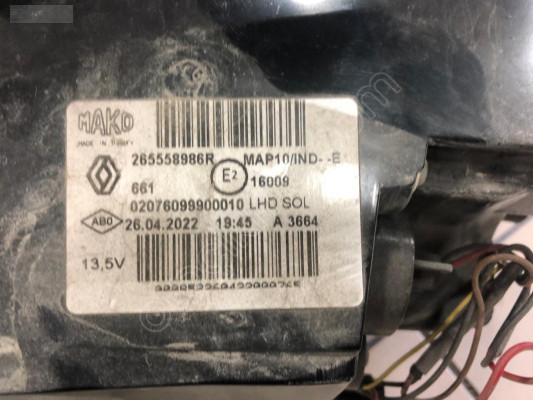 MAKO
MADE IN TURKEY
265558986R MAP10/IND--E
661 E2 16009
02076099900010 LHD SOL
ABO 26.04.2022 19:45 A 3664
13,5V